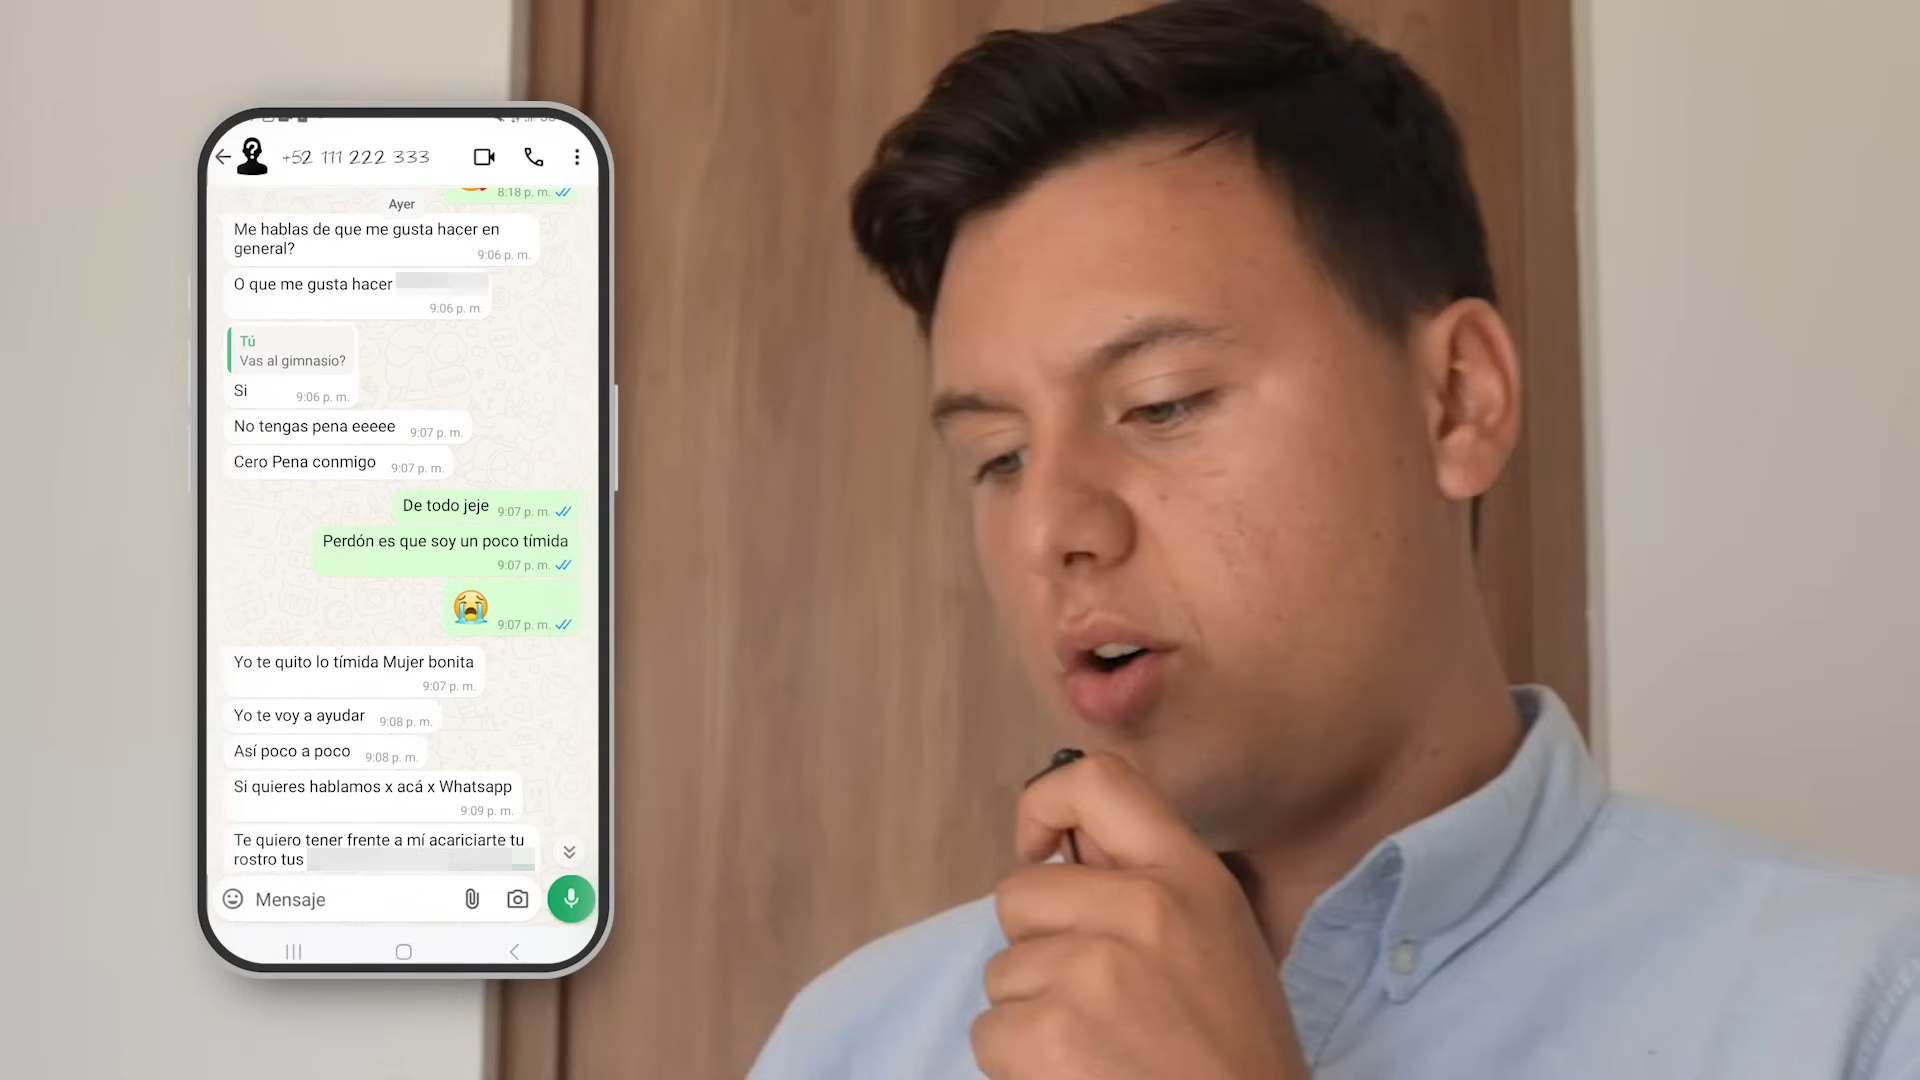 +52 111 222 333
8:18 p. m.
Ayer
Me hablas de que me gusta hacer en
general?
9:06 p. m.
O que me gusta hacer
9:06 p. m.
Tú
Vas al gimnasio?
Si 9:06 p. m.
No tengas pena eeeee 9:07 p. m.
Cero Pena conmigo 9:07 p. m.
De todo jeje 9:07 p. m.
Perdón es que soy un poco tímida
9:07 p. m.
9:07 p. m.
Yo te quito lo tímida Mujer bonita
9:07 p. m.
Yo te voy a ayudar 9:08 p. m.
Así poco a poco 9:08 p. m.
Si quieres hablamos x acá x Whatsapp
9:09 p. m.
Te quiero tener frente a mí acariciarte tu
rostro tus
Mensaje